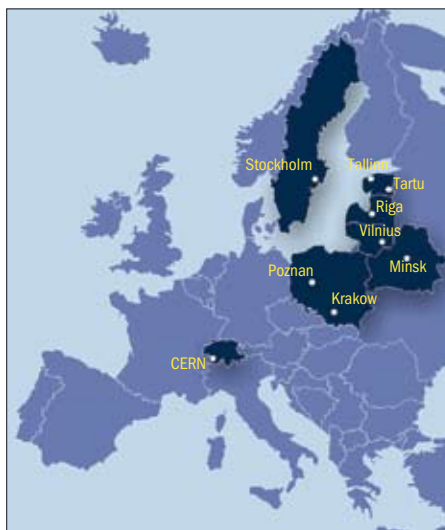 Stockholm
Tallinn
Tartu
Riga
Vilnius
Minsk
Poznan
Krakow
CERN